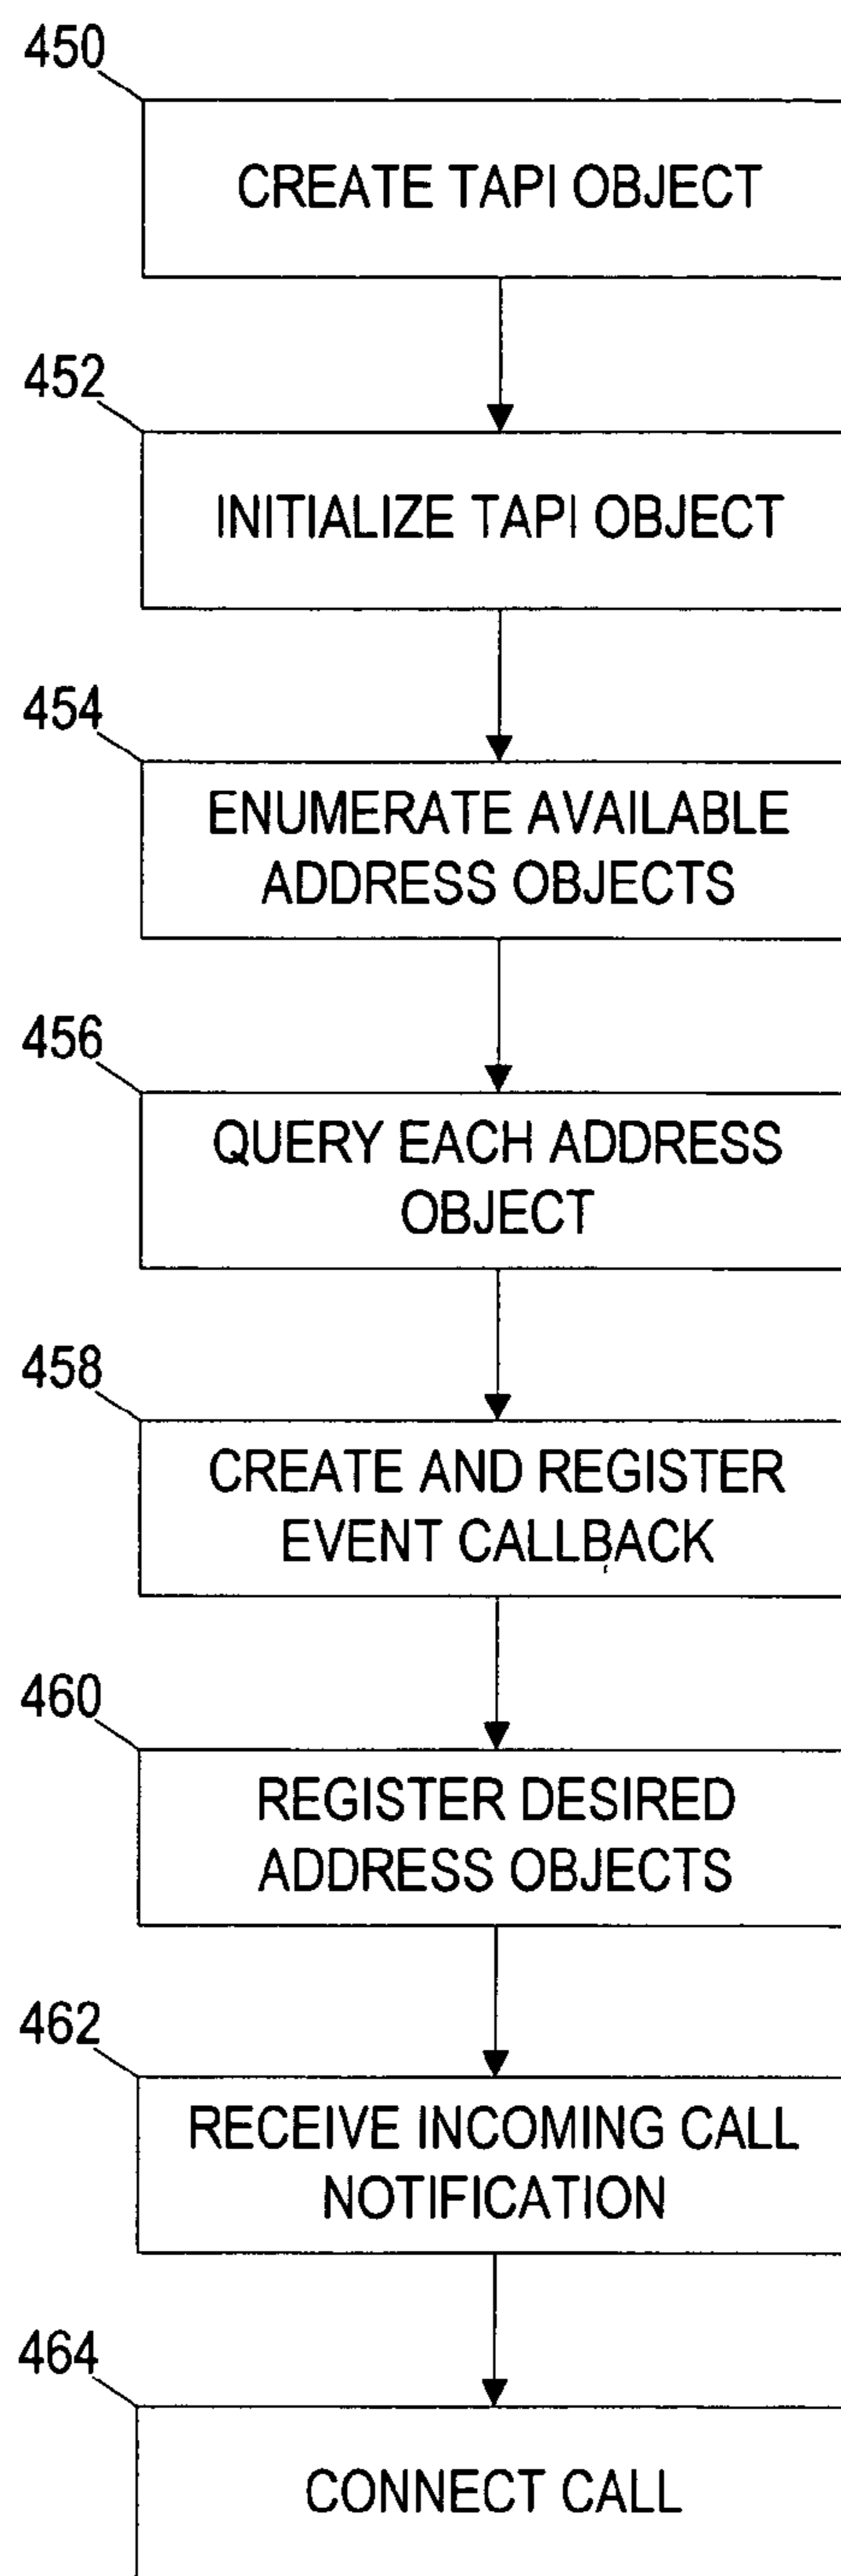 450
CREATE TAPI OBJECT
452
INITIALIZE TAPI OBJECT
454
ENUMERATE AVAILABLE
ADDRESS OBJECTS
456
QUERY EACH ADDRESS
OBJECT
458
CREATE AND REGISTER
EVENT CALLBACK
460
REGISTER DESIRED
ADDRESS OBJECTS
462
RECEIVE INCOMING CALL
NOTIFICATION
464
CONNECT CALL